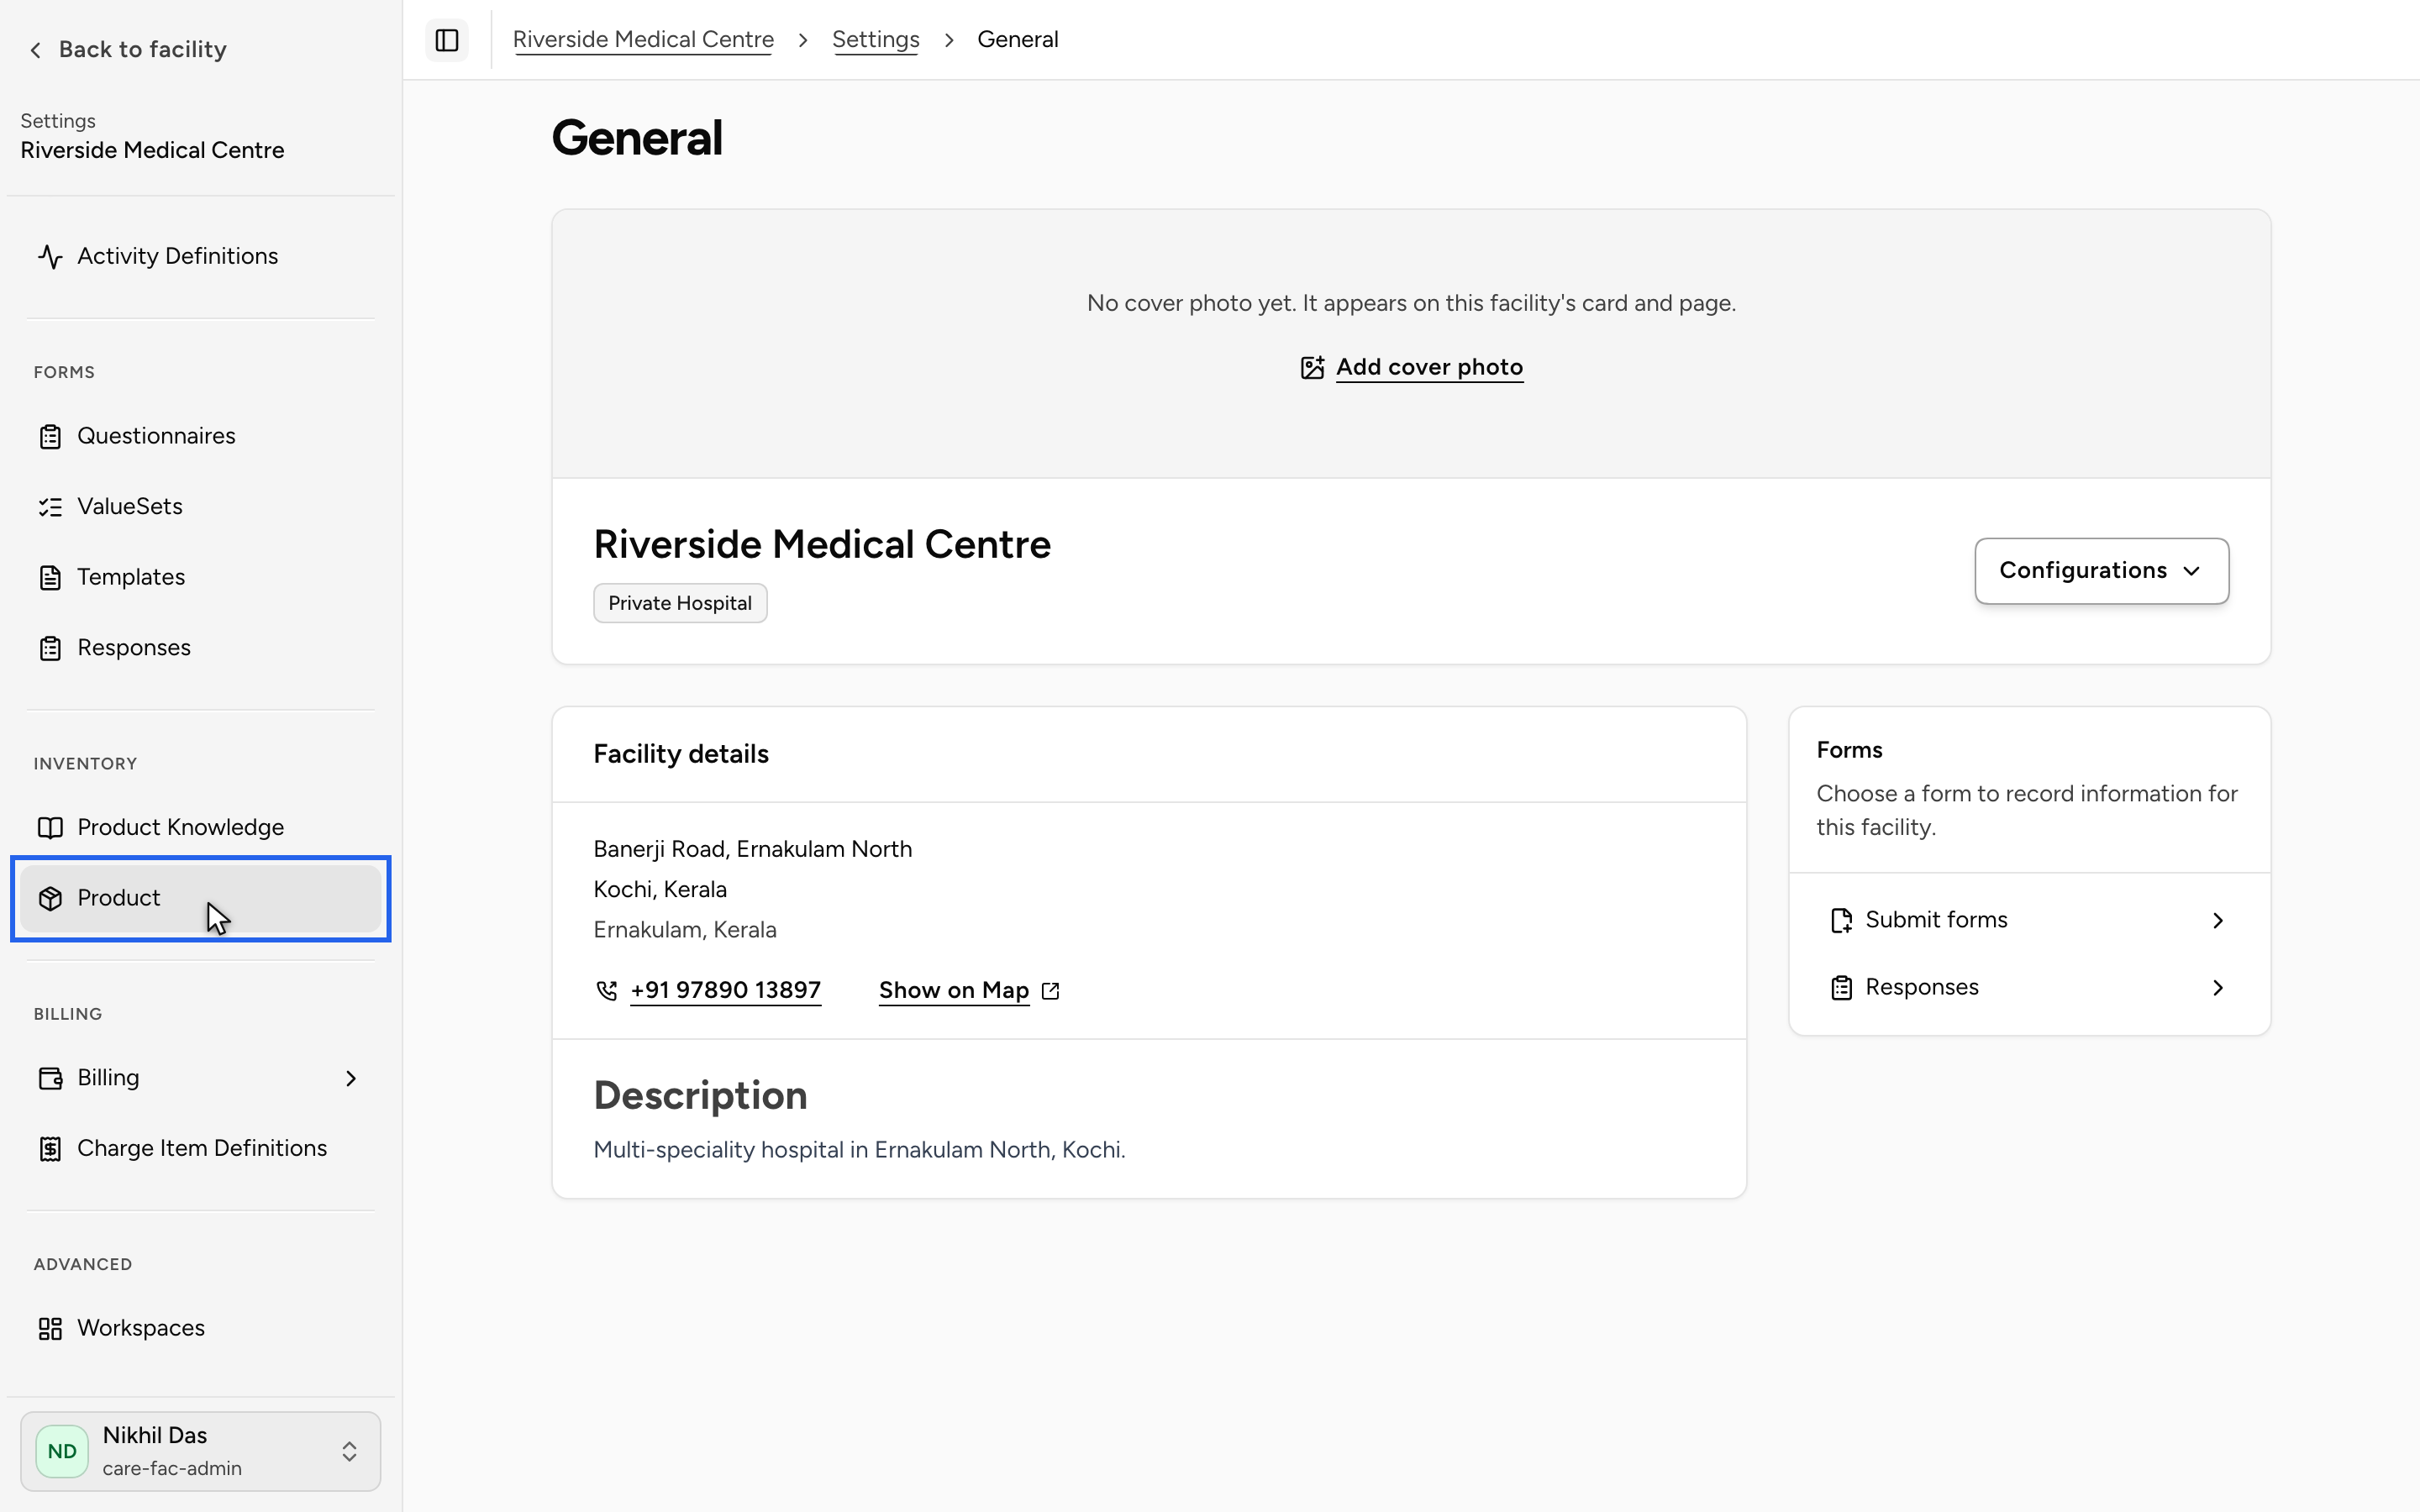 Back to facility
Settings
Riverside Medical Centre
Activity Definitions
FORMS
Questionnaires
ValueSets
Templates
Responses
INVENTORY
Product Knowledge
Product
BILLING
Billing
Charge Item Definitions
ADVANCED
Workspaces
ND
Nikhil Das
care-fac-admin
Riverside Medical Centre
Settings
General
General
No cover photo yet. It appears on this facility's card and page.
Add cover photo
Riverside Medical Centre
Private Hospital
Configurations
Facility details
Banerji Road, Ernakulam North
Kochi, Kerala
Ernakulam, Kerala
+91 97890 13897
Show on Map
Description
Multi-speciality hospital in Ernakulam North, Kochi.
Forms
Choose a form to record information for
this facility.
Submit forms
Responses